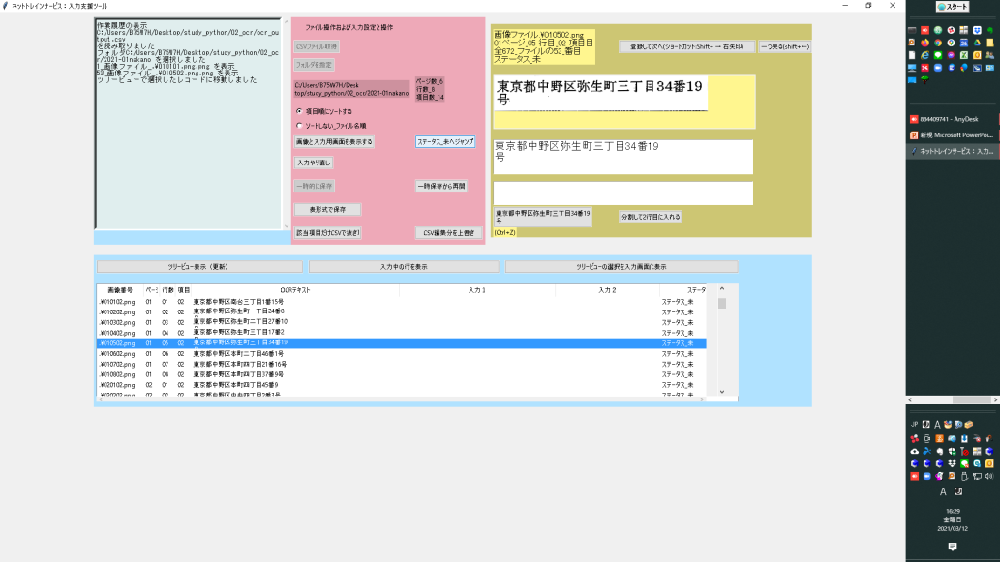 ネットトレインサービス：入力支援ツール
作業履歴の表示
C:/Users/B75W7H/Desktop/study_python/02_ocr/ocr_output.csv
を読み取りました
フォルダC:/Users/B75W7H/Desktop/study_python/02_ocr/2021-01nakano を選択しました
1_画像ファイル_.¥010101.png.png を表示
53_画像ファイル_.¥010502.png.png を表示
ツリービューで選択したレコードに移動しました
ファイル操作および入力設定と操作
CSVファイル取得
フォルダを指定
C:/Users/B75W7H/Desk
top/study_python/02_ocr/2021-01nakano
ページ数_6
行数_8
項目数_14
項目順にソートする
ソートしない_ファイル名順
画像と入力用画面を表示する
ステータス_未へジャンプ
入力やり直し
一時的に保存
一時保存から再開
表形式で保存
該当項目だけCSVで抜き!
CSV編集分を上書き
画像ファイル.¥010502.png
01ページ_05 行目_02 項目目
全672_ファイルの53_番目
ステータス_未
登録して次へ(ショートカット:Shift+ → 右矢印)
一つ戻る(shift+←)
東京都中野区弥生町三丁目34番19
号
東京都中野区弥生町三丁目34番19
号
東京都中野区弥生町三丁目34番19
号
分割して2行目に入れる
(Ctrl+Z)
ツリービュー表示（更新）
入力中の行を表示
ツリービューの選択を入力画面に表示
画像番号 ページ 行数 項目 OCRテキスト 入力1 入力2 ステータ
.¥010102.png 01 01 02 東京都中野区南台三丁目1番15号 ステータス_未
.¥010202.png 01 02 02 東京都中野区弥生町一丁目34番8 ステータス_未
.¥010302.png 01 03 02 東京都中野区弥生町二丁目27番10 ステータス_未
.¥010402.png 01 04 02 東京都中野区弥生町三丁目17番2 ステータス_未
.¥010502.png 01 05 02 東京都中野区弥生町三丁目34番19 ステータス_未
.¥010602.png 01 06 02 東京都中野区本町二丁目46番1号 ステータス_未
.¥010702.png 01 07 02 東京都中野区本町四丁目21番16号 ステータス_未
.¥010802.png 01 08 02 東京都中野区本町四丁目37番9号 ステータス_未
.¥020102.png 02 01 02 東京都中野区本町四丁目45番9 ステータス_未
.¥020202.png 02 02 02 東京都中野区中央四丁目2番3号 ステータス_未
スタート
884409741 - AnyDesk
新規 Microsoft PowerPoi...
ネットトレインサービス：入力...
JP
A
A
16:29
金曜日
2021/03/12